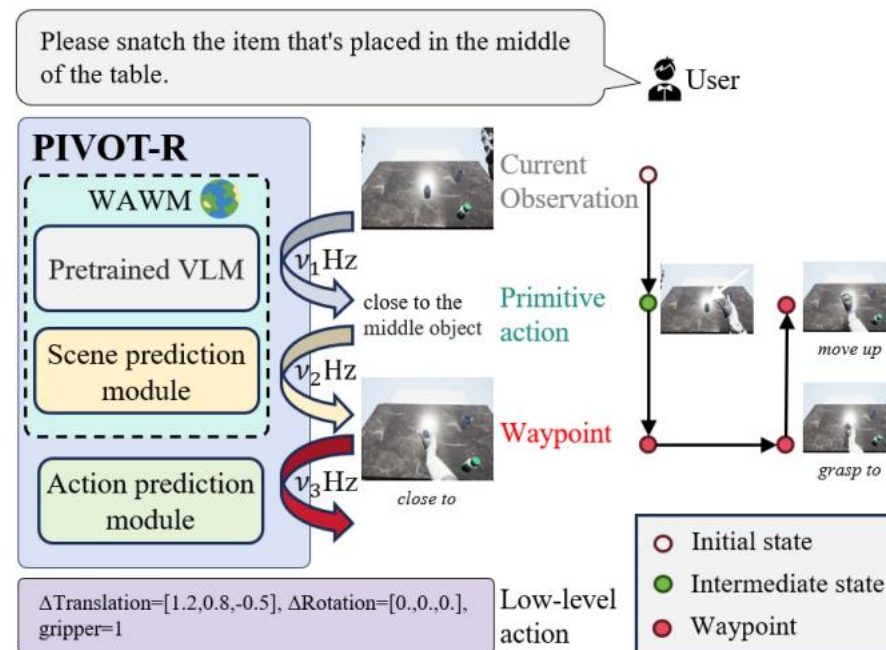 Please snatch the item that's placed in the middle
of the table.
User
PIVOT-R
WAWM
Pretrained VLM
Scene prediction
module
Action prediction
module
ν₁Hz
ν₂Hz
ν₃Hz
Current
Observation
close to the
middle object
Primitive
action
Waypoint
close to
move up
grasp to
ΔTranslation=[1.2,0.8,-0.5], ΔRotation=[0.,0.,0.],
gripper=1
Low-level
action
Initial state
Intermediate state
Waypoint